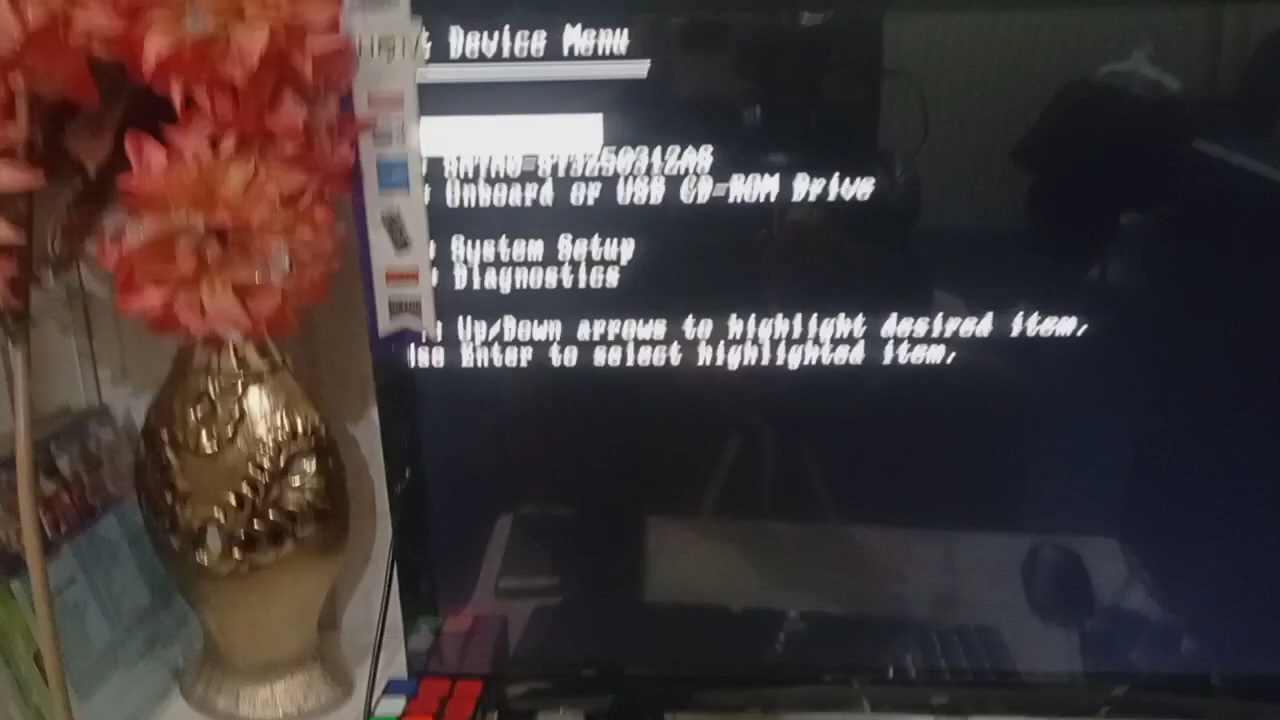 Device Menu
Onboard or USB CD-ROM Drive
System Setup
Diagnostics
Up/Down arrows to highlight desired item.
Enter to select highlighted item.